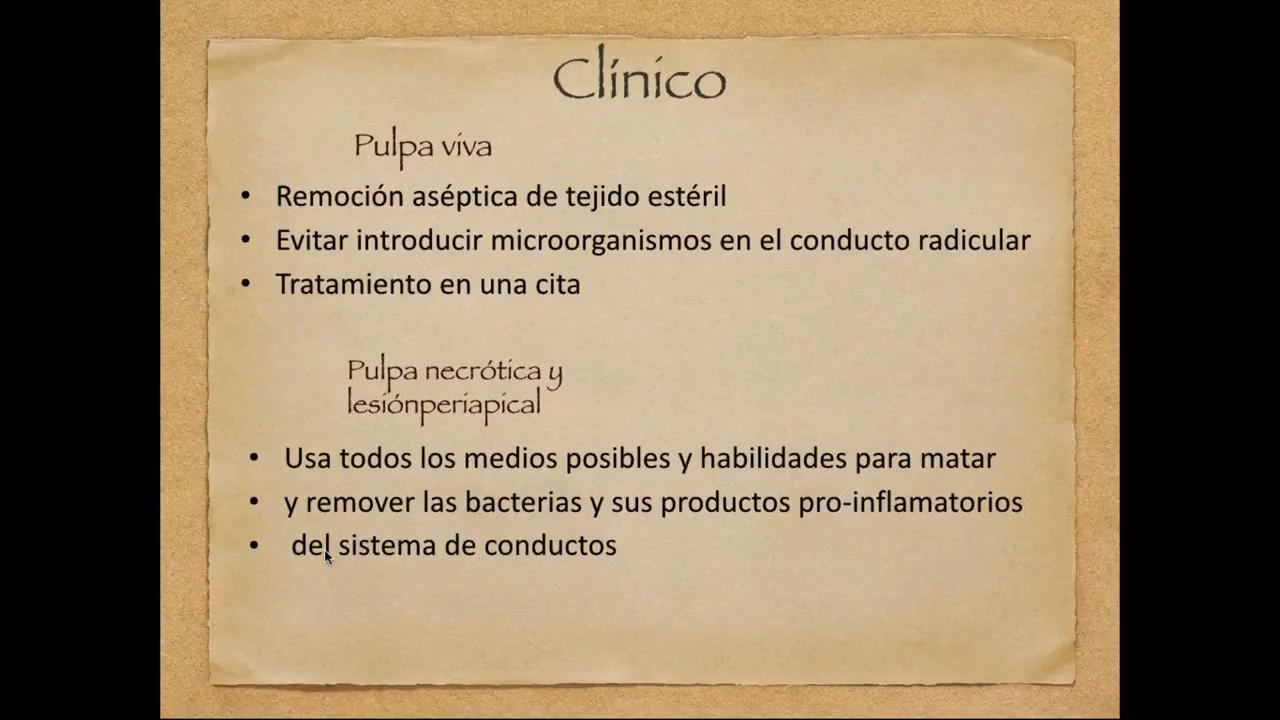 Clínico
Pulpa viva
• Remoción aséptica de tejido estéril
• Evitar introducir microorganismos en el conducto radicular
• Tratamiento en una cita
Pulpa necrótica y
lesiónperiapical
• Usa todos los medios posibles y habilidades para matar
• y remover las bacterias y sus productos pro-inflamatorios
• del sistema de conductos